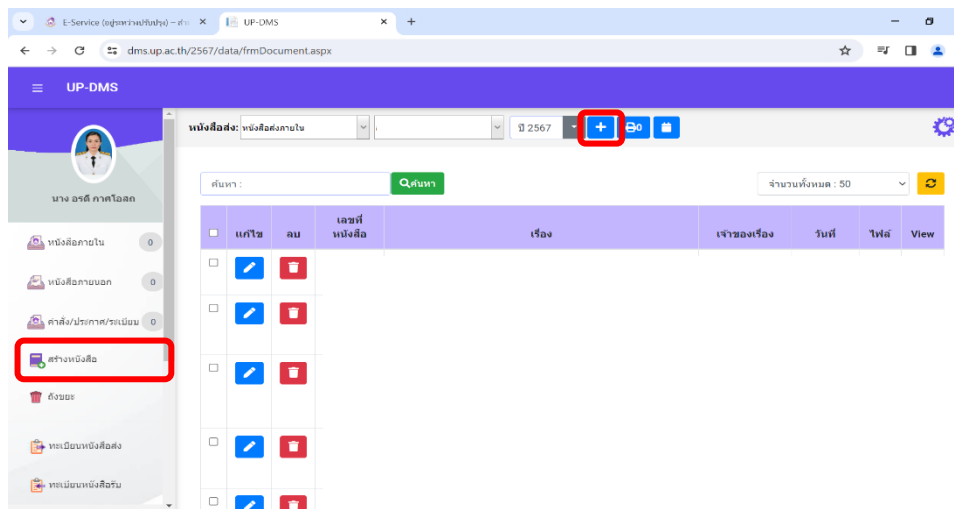 E-Service (อยู่ระหว่างปรับปรุง) – สำ
UP-DMS
dms.up.ac.th/2567/data/frmDocument.aspx
UP-DMS
หนังสือส่ง: หนังสือส่งภายใน
ปี 2567
0
นาง อรดี กาศโอสถ
ค้นหา :
ค้นหา
จำนวนทั้งหมด : 50
แก้ไข ลบ เลขที่หนังสือ เรื่อง เจ้าของเรื่อง วันที่ ไฟล์ View
หนังสือภายใน 0
หนังสือภายนอก 0
คำสั่ง/ประกาศ/ระเบียบ 0
สร้างหนังสือ
ถังขยะ
ทะเบียนหนังสือส่ง
ทะเบียนหนังสือรับ